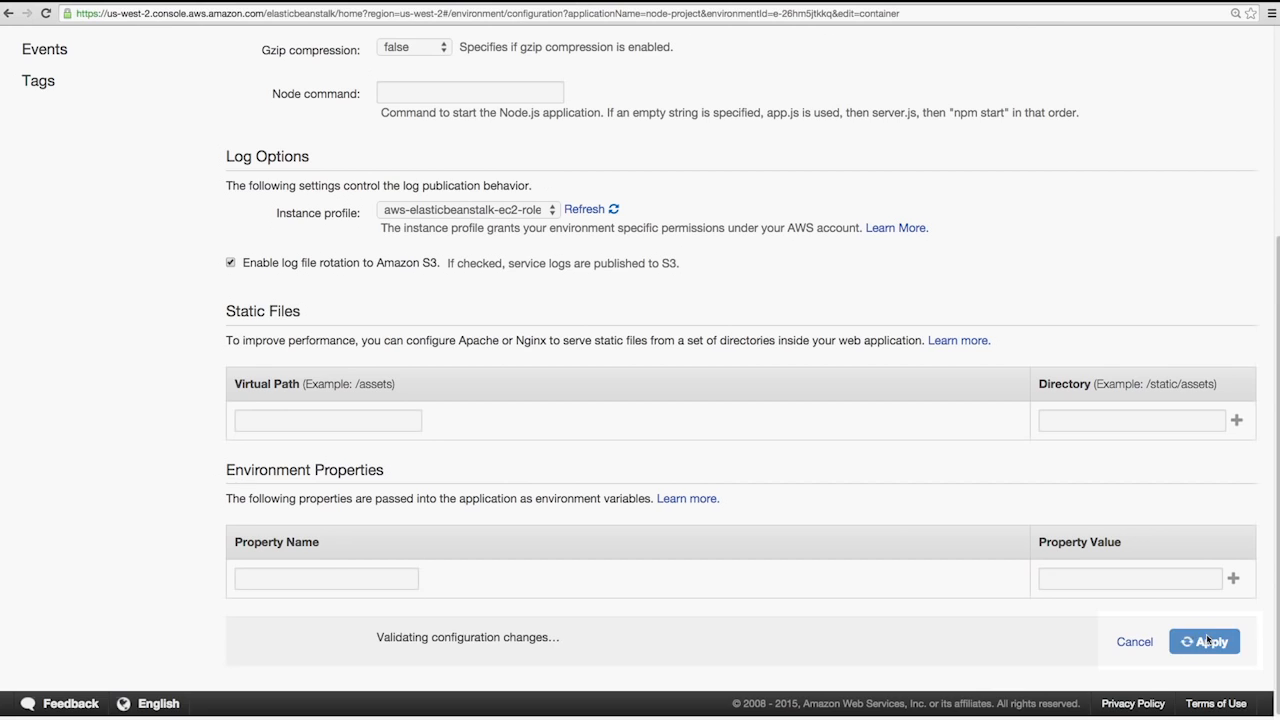 https://us-west-2.console.aws.amazon.com/elasticbeanstalk/home?region=us-west-2#/environment/configuration?applicationName=node-project&environmentId=e-26hm5jtkkq&edit=container
Events
Tags
Gzip compression: false Specifies if gzip compression is enabled.
Node command:
Command to start the Node.js application. If an empty string is specified, app.js is used, then server.js, then "npm start" in that order.
Log Options
The following settings control the log publication behavior.
Instance profile: aws-elasticbeanstalk-ec2-role Refresh
The instance profile grants your environment specific permissions under your AWS account. Learn More.
Enable log file rotation to Amazon S3. If checked, service logs are published to S3.
Static Files
To improve performance, you can configure Apache or Nginx to serve static files from a set of directories inside your web application. Learn more.
Virtual Path (Example: /assets) Directory (Example: /static/assets)
Environment Properties
The following properties are passed into the application as environment variables. Learn more.
Property Name Property Value
Validating configuration changes…
Cancel Apply
Feedback English © 2008 - 2015, Amazon Web Services, Inc. or its affiliates. All rights reserved. Privacy Policy Terms of Use